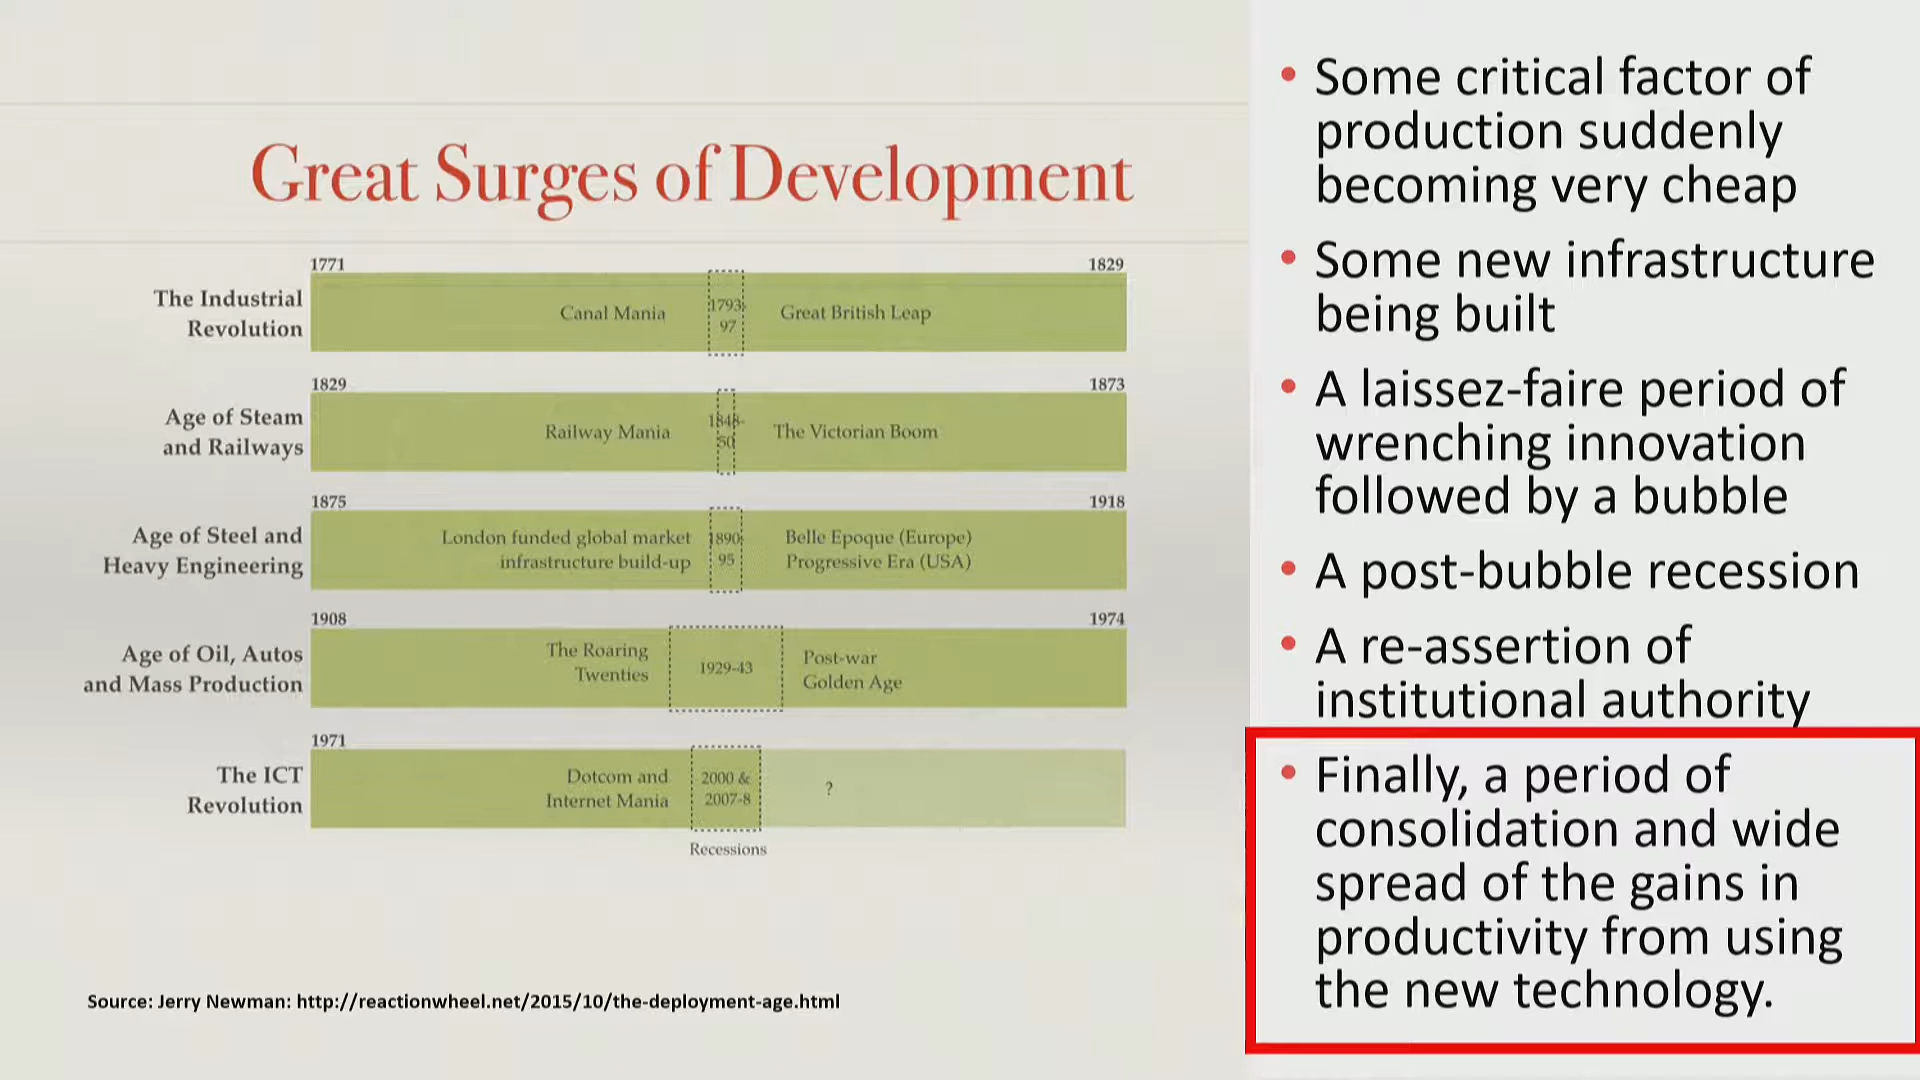 Great Surges of Development
1771
1829
The Industrial
Revolution
Canal Mania
1793-
97
Great British Leap
1829
1873
Age of Steam
and Railways
Railway Mania
1848-
50
The Victorian Boom
1875
1918
Age of Steel and
Heavy Engineering
London funded global market
infrastructure build-up
1890-
95
Belle Epoque (Europe)
Progressive Era (USA)
1908
1974
Age of Oil, Autos
and Mass Production
The Roaring
Twenties
1929-43
Post-war
Golden Age
1971
The ICT
Revolution
Dotcom and
Internet Mania
2000 &
2007-8
?
Recessions
Source: Jerry Newman: http://reactionwheel.net/2015/10/the-deployment-age.html
• Some critical factor of
production suddenly
becoming very cheap
• Some new infrastructure
being built
• A laissez-faire period of
wrenching innovation
followed by a bubble
• A post-bubble recession
• A re-assertion of
institutional authority
• Finally, a period of
consolidation and wide
spread of the gains in
productivity from using
the new technology.